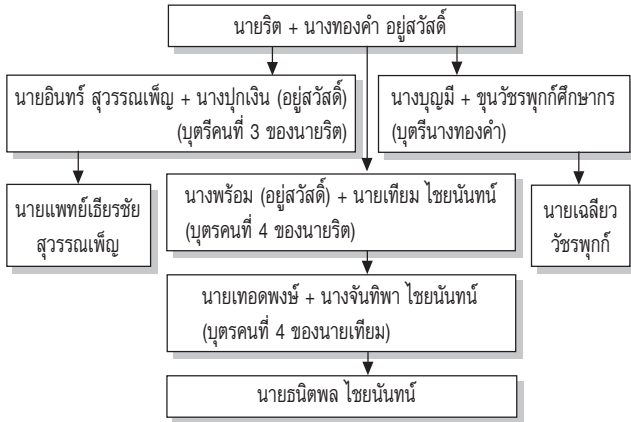 นายริต + นางทองคำ อยู่สวัสดิ์
นายอินทร์ สุวรรณเพ็ญ + นางปุกเงิน (อยู่สวัสดิ์)
(บุตรีคนที่ 3 ของนายริต)
นางบุญมี + ขุนวัชรพุกก์ศึกษากร
(บุตรีนางทองคำ)
นายแพทย์เธียรชัย
สุวรรณเพ็ญ
นางพร้อม (อยู่สวัสดิ์) + นายเทียม ไชยนันทน์
(บุตรคนที่ 4 ของนายริต)
นายเฉลียว
วัชรพุกก์
นายเทอดพงษ์ + นางจันทิพา ไชยนันทน์
(บุตรคนที่ 4 ของนายเทียม)
นายธนิตพล ไชยนันทน์